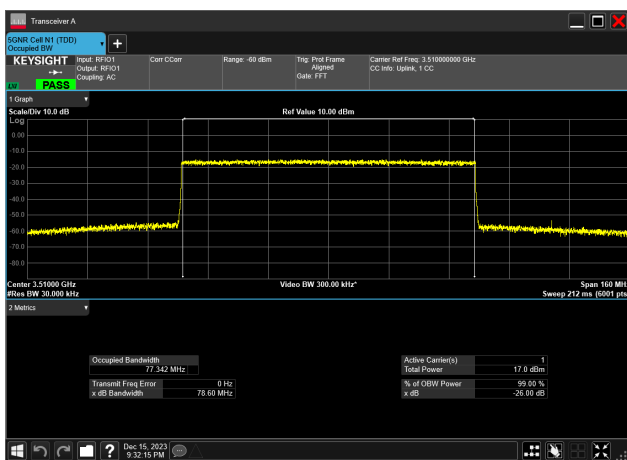 Transceiver A
5GNR Cell N1 (TDD)
Occupied BW
KEYSIGHT
LXI
PASS
Input: RFIO1
Output: RFIO1
Coupling: AC
Corr CCorr
Range: -60 dBm
Trig: Prot Frame
Aligned
Gate: FFT
Carrier Ref Freq: 3.510000000 GHz
CC Info: Uplink, 1 CC
1 Graph
Scale/Div 10.0 dB
Ref Value 10.00 dBm
Log
0.00
-10.0
-20.0
-30.0
-40.0
-50.0
-60.0
-70.0
-80.0
Center 3.51000 GHz
Video BW 300.00 kHz*
Span 160 MH
#Res BW 30.000 kHz
Sweep 212 ms (6001 pts
2 Metrics
Occupied Bandwidth
77.342 MHz
Active Carrier(s) 1
Total Power 17.0 dBm
Transmit Freq Error 0 Hz
x dB Bandwidth 78.60 MHz
% of OBW Power 99.00 %
x dB -26.00 dB
Dec 15, 2023
9:32:15 PM